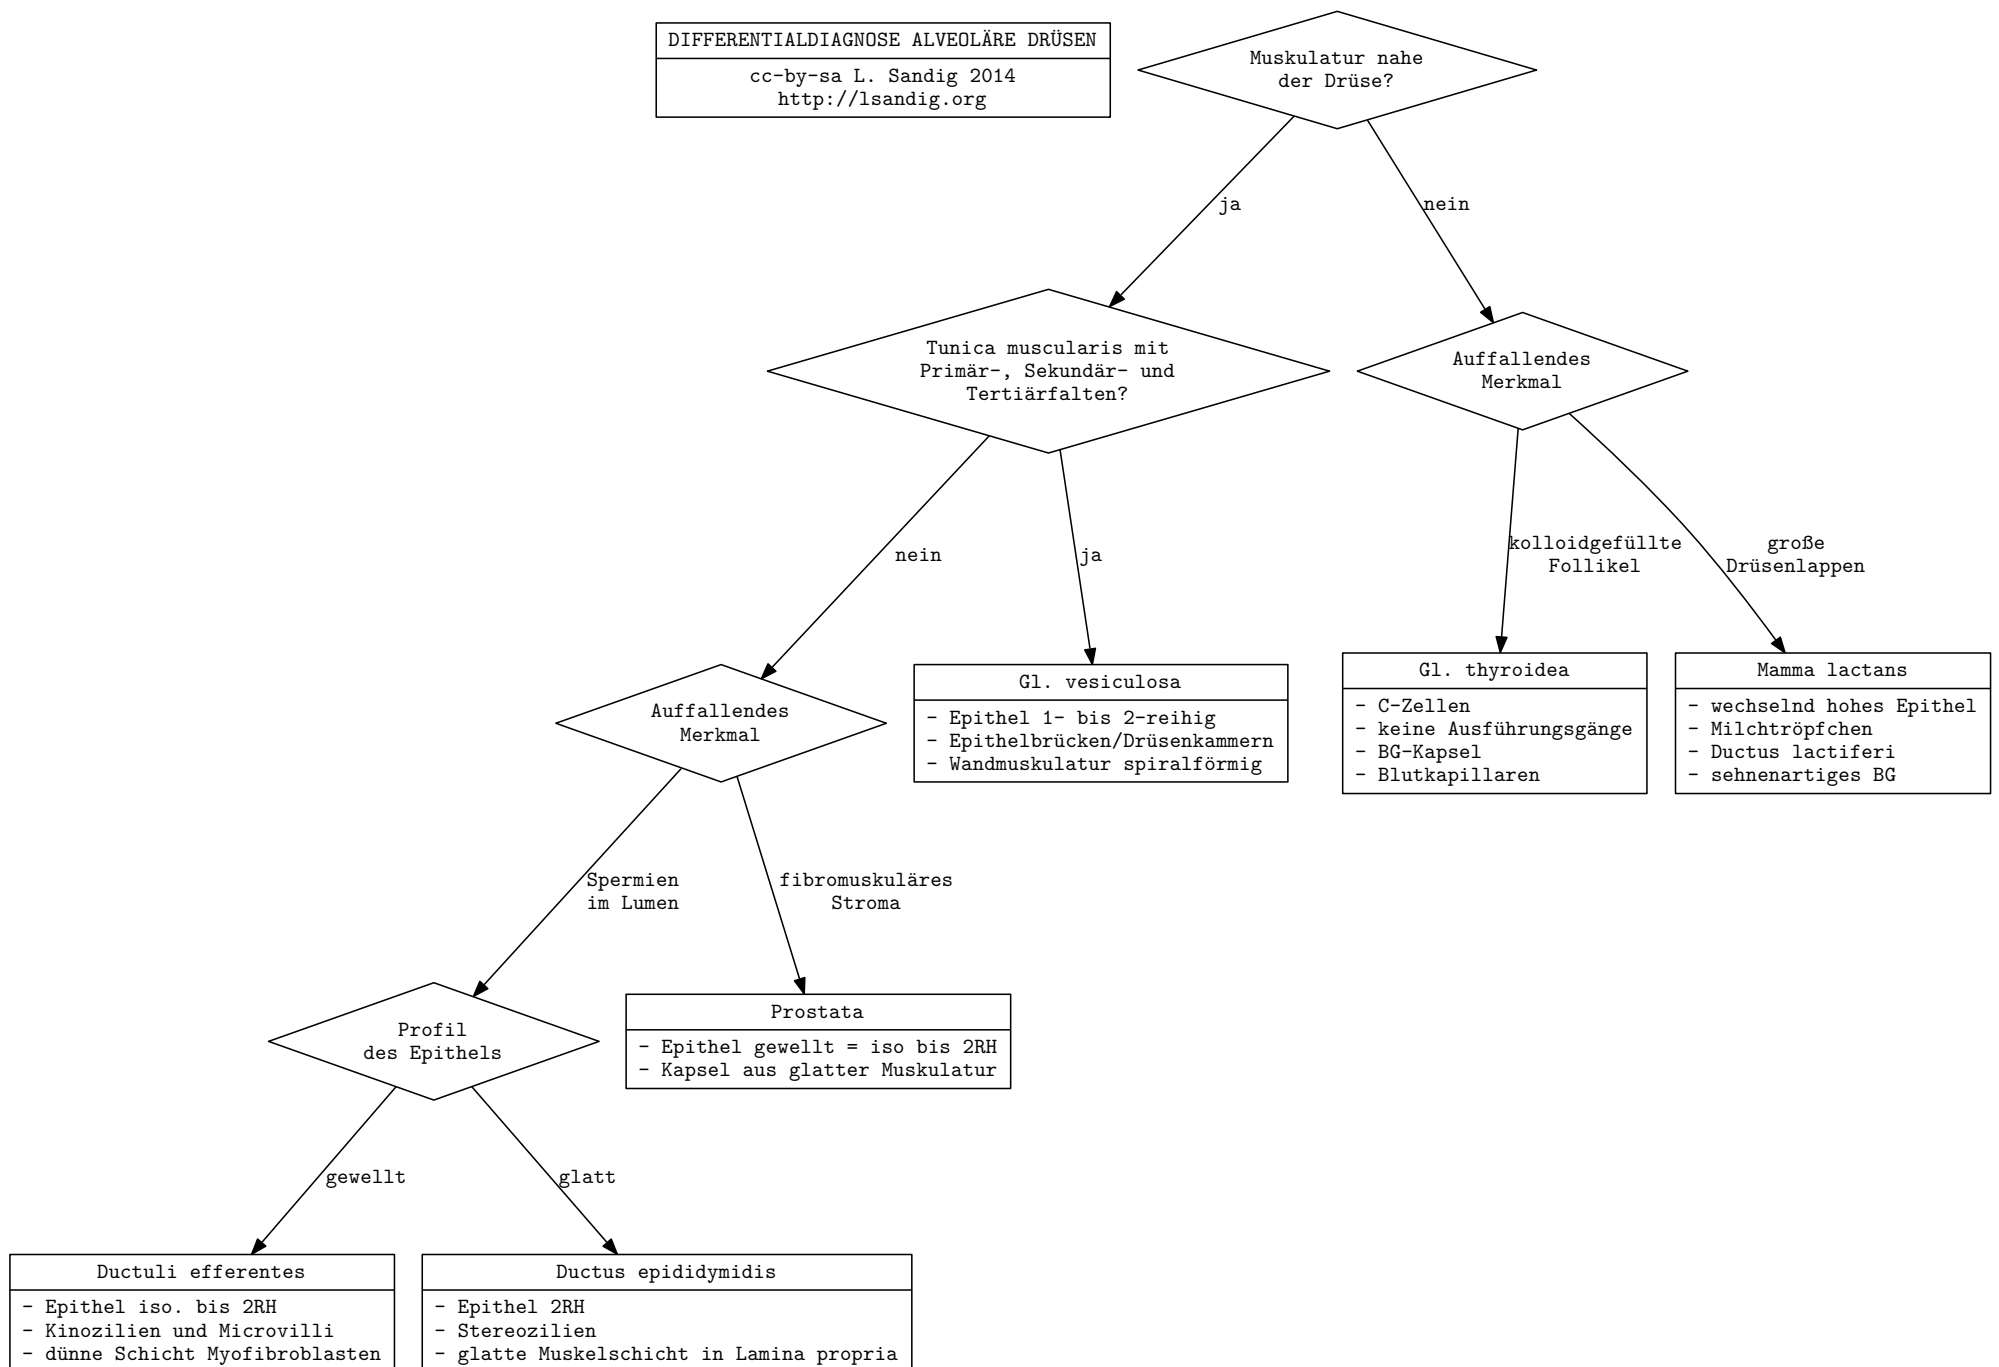 DIFFERENTIALDIAGNOSE ALVEOLÄRE DRÜSEN
cc-by-sa L. Sandig 2014
http://lsandig.org
Muskulatur nahe
der Drüse?
ja
nein
Tunica muscularis mit
Primär-, Sekundär- und
Tertiärfalten?
Auffallendes
Merkmal
nein
ja
kolloidgefüllte
Follikel
große
Drüsenlappen
Auffallendes
Merkmal
Gl. vesiculosa
- Epithel 1- bis 2-reihig
- Epithelbrücken/Drüsenkammern
- Wandmuskulatur spiralförmig
Gl. thyroidea
- C-Zellen
- keine Ausführungsgänge
- BG-Kapsel
- Blutkapillaren
Mamma lactans
- wechselnd hohes Epithel
- Milchtröpfchen
- Ductus lactiferi
- sehnenartiges BG
Spermien
im Lumen
fibromuskuläres
Stroma
Profil
des Epithels
Prostata
- Epithel gewellt = iso bis 2RH
- Kapsel aus glatter Muskulatur
gewellt
glatt
Ductuli efferentes
- Epithel iso. bis 2RH
- Kinozilien und Microvilli
- dünne Schicht Myofibroblasten
Ductus epididymidis
- Epithel 2RH
- Stereozilien
- glatte Muskelschicht in Lamina propria